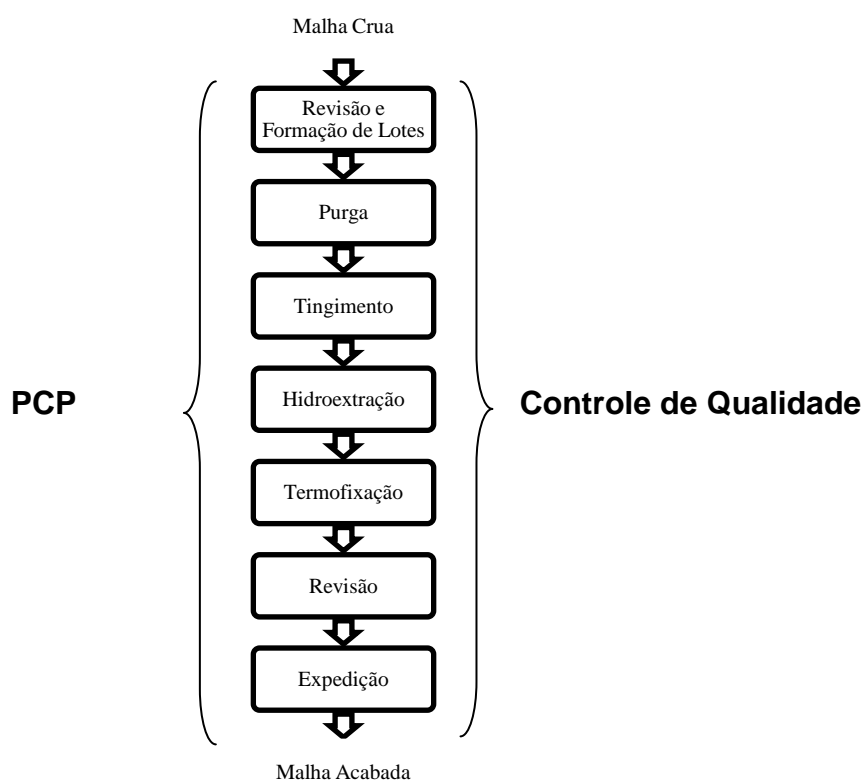 Malha Crua
Revisão e
Formação de Lotes
Purga
Tingimento
PCP
Hidroextração
Controle de Qualidade
Termofixação
Revisão
Expedição
Malha Acabada